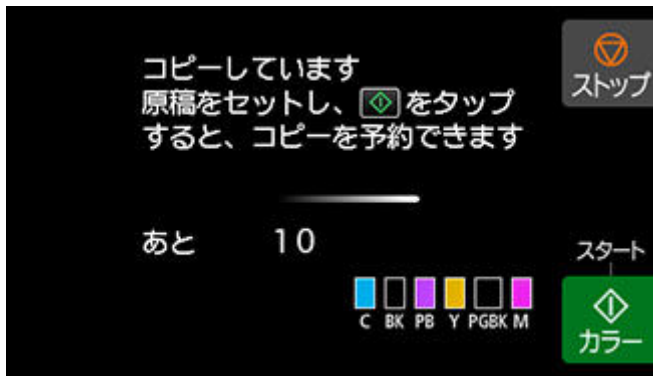 コピーしています
原稿をセットし、をタップ
すると、コピーを予約できます
ストップ
あと 10
スタート
C BK PB Y PGBK M
カラー